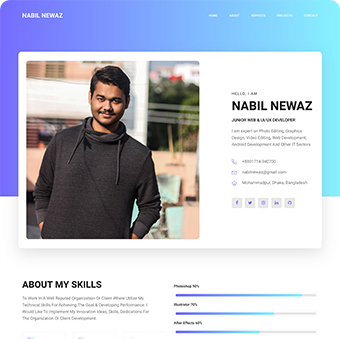 NABIL NEWAZ
HOME ABOUT SERVICES PROJECTS CONTACT
HELLO, I AM
NABIL NEWAZ
JUNIOR WEB & UI/UX DEVELOPER
I am expert on Photo Editing, Graphics
Design, Video Editing, Web Development,
Android Development And Other IT Sectors
nabilnewaz@gmail.com
Mohammadpur, Dhaka, Bangladesh
ABOUT MY SKILLS
To Work In A Well Reputed Organization Or Client Where Utilize My
Technical Skills For Achieving The Goal & Developing Performance. I
Would Like To Implement My Innovation Ideas, Skills, Dedications For
The Organization Or Client Development.
Photoshop 90%
Illustrator 70%
After Effects 60%